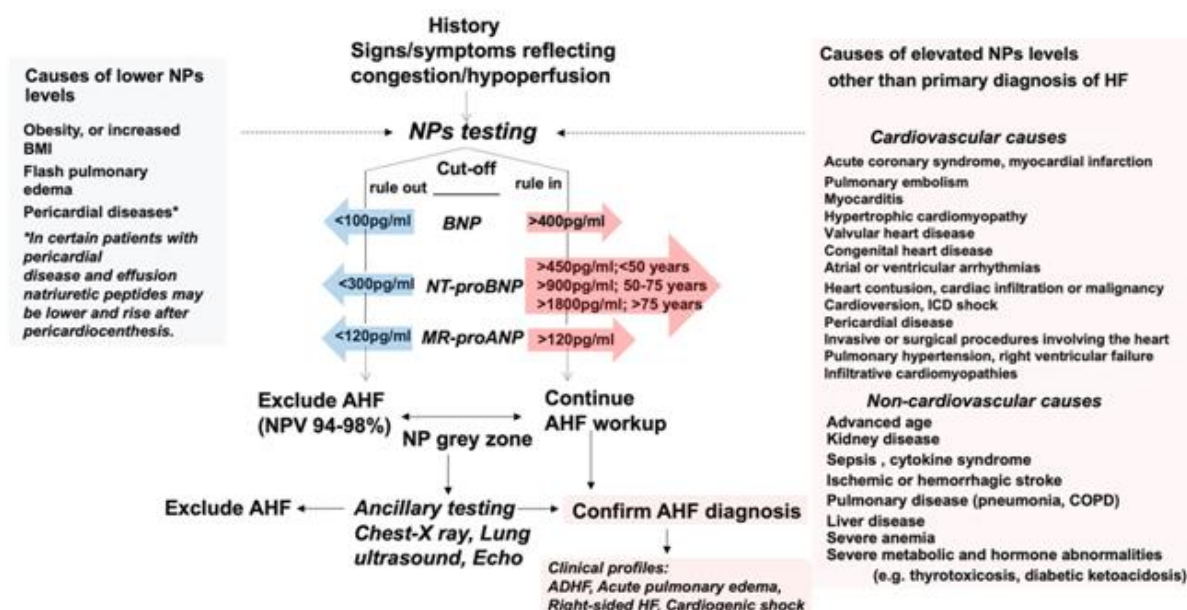 History
Signs/symptoms reflecting
congestion/hypoperfusion
Causes of lower NPs
levels
Obesity, or increased
BMI
Flash pulmonary
edema
Pericardial diseases*
*In certain patients with
pericardial
disease and effusion
natriuretic peptides may
be lower and rise after
pericardiocenthesis.
NPs testing
Cut-off
rule out
rule in
<100pg/ml
BNP
>400pg/ml
<300pg/ml
NT-proBNP
>450pg/ml;<50 years
>900pg/ml; 50-75 years
>1800pg/ml; >75 years
<120pg/ml
MR-proANP
>120pg/ml
Exclude AHF
(NPV 94-98%)
NP grey zone
Continue
AHF workup
Exclude AHF
Ancillary testing
Chest-X ray, Lung
ultrasound, Echo
Confirm AHF diagnosis
Clinical profiles:
ADHF, Acute pulmonary edema,
Right-sided HF, Cardiogenic shock
Causes of elevated NPs levels
other than primary diagnosis of HF
Cardiovascular causes
Acute coronary syndrome, myocardial infarction
Pulmonary embolism
Myocarditis
Hypertrophic cardiomyopathy
Valvular heart disease
Congenital heart disease
Atrial or ventricular arrhythmias
Heart contusion, cardiac infiltration or malignancy
Cardioversion, ICD shock
Pericardial disease
Invasive or surgical procedures involving the heart
Pulmonary hypertension, right ventricular failure
Infiltrative cardiomyopathies
Non-cardiovascular causes
Advanced age
Kidney disease
Sepsis , cytokine syndrome
Ischemic or hemorrhagic stroke
Pulmonary disease (pneumonia, COPD)
Liver disease
Severe anemia
Severe metabolic and hormone abnormalities
(e.g. thyrotoxicosis, diabetic ketoacidosis)